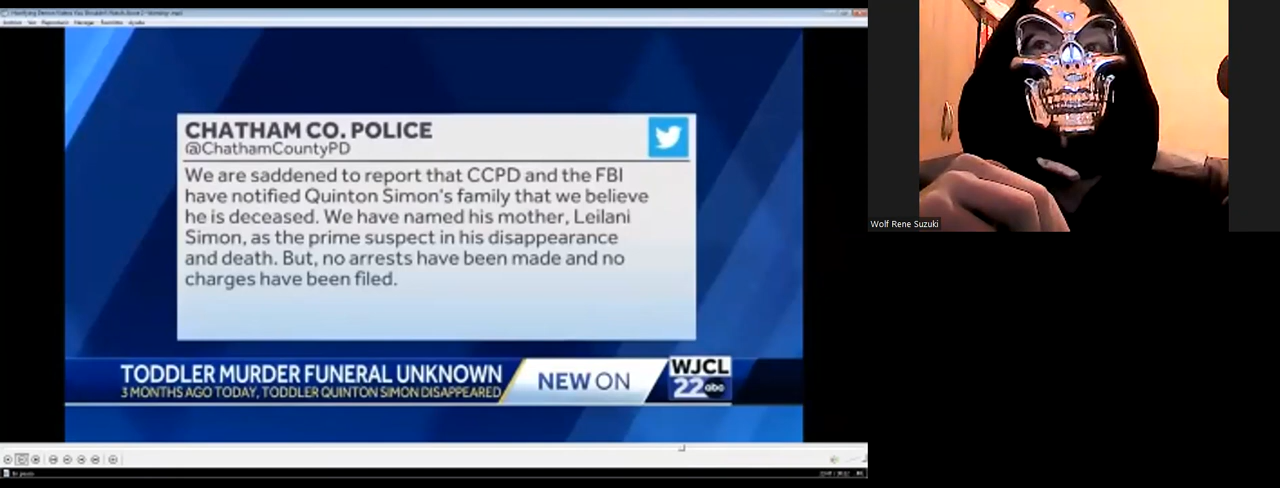 CHATHAM CO. POLICE
@ChathamCountyPD
We are saddened to report that CCPD and the FBI
have notified Quinton Simon's family that we believe
he is deceased. We have named his mother, Leilani
Simon, as the prime suspect in his disappearance
and death. But, no arrests have been made and no
charges have been filed.
TODDLER MURDER FUNERAL UNKNOWN
3 MONTHS AGO TODAY, TODDLER QUINTON SIMON DISAPPEARED
NEW ON
WJCL
22 abc
Wolf Rene Suzuki